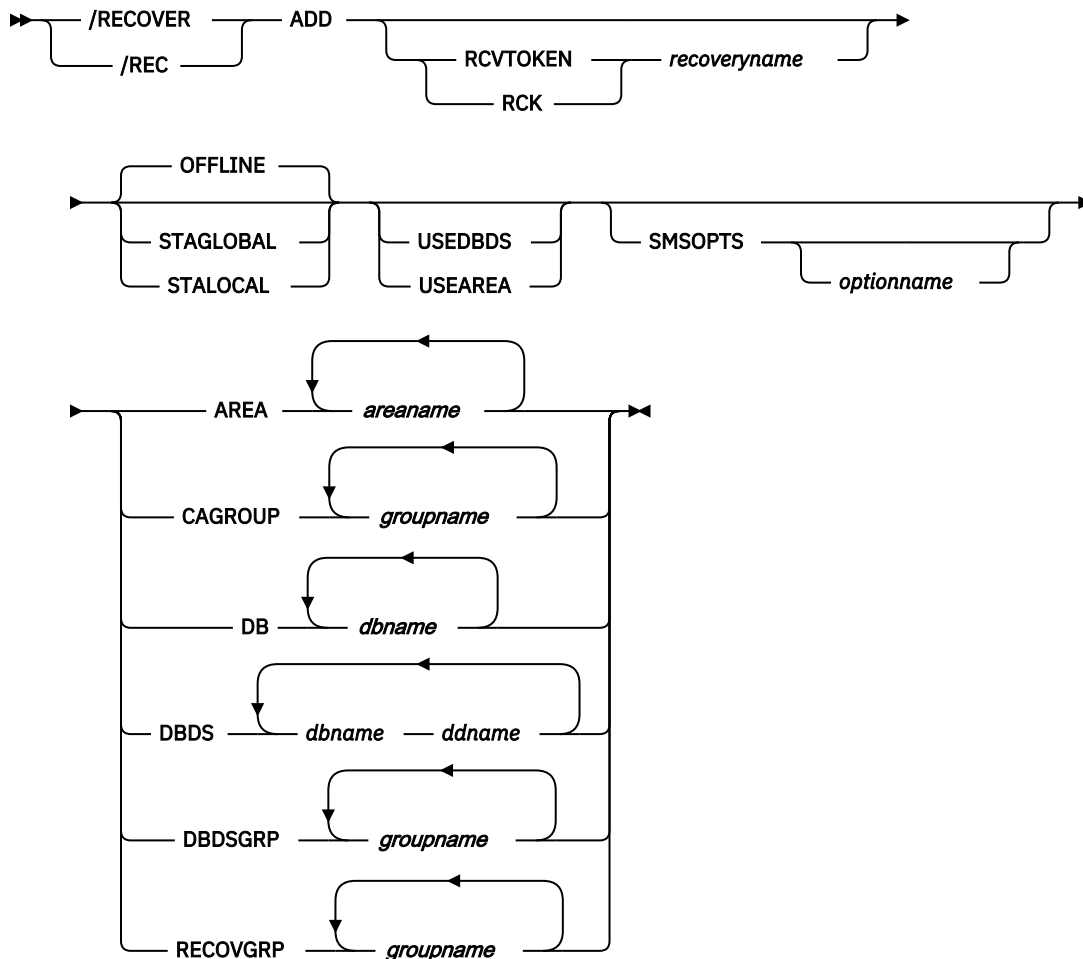 /RECOVER ADD
/REC
RCVTOKEN recoveryname
RCK
OFFLINE
STAGLOBAL USEDBDS SMSOPTS
STALOCAL USEAREA optionname
AREA areaname
CAGROUP groupname
DB dbname
DBDS dbname ddname
DBDSGRP groupname
RECOVGRP groupname